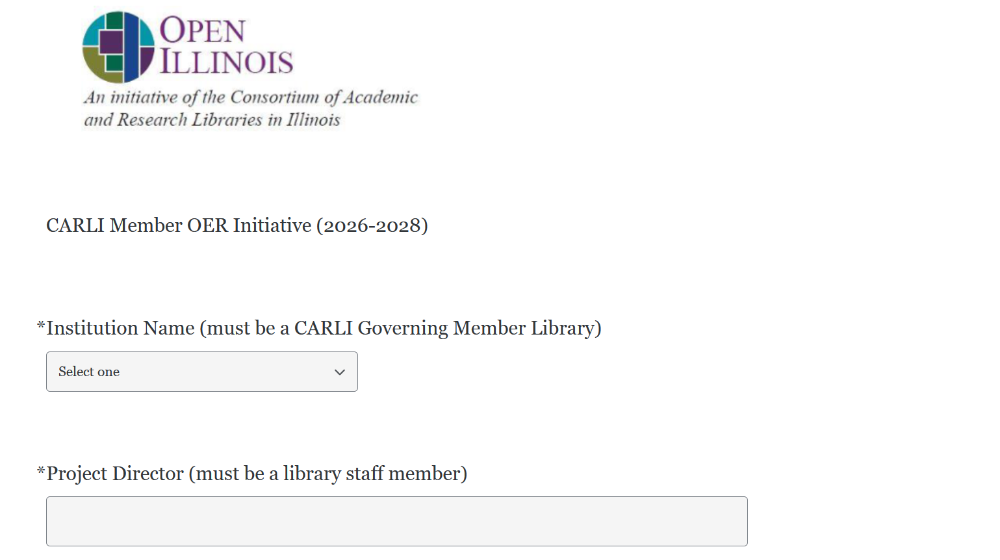 OPEN
ILLINOIS
An initiative of the Consortium of Academic
and Research Libraries in Illinois
CARLI Member OER Initiative (2026-2028)
*Institution Name (must be a CARLI Governing Member Library)
Select one
*Project Director (must be a library staff member)